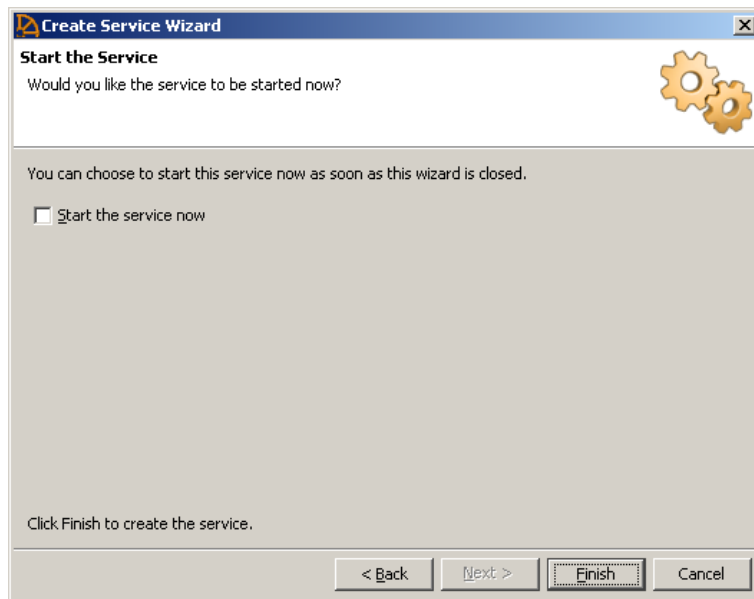 Create Service Wizard
Start the Service
Would you like the service to be started now?
You can choose to start this service now as soon as this wizard is closed.
Start the service now
Click Finish to create the service.
< Back
Next >
Finish
Cancel